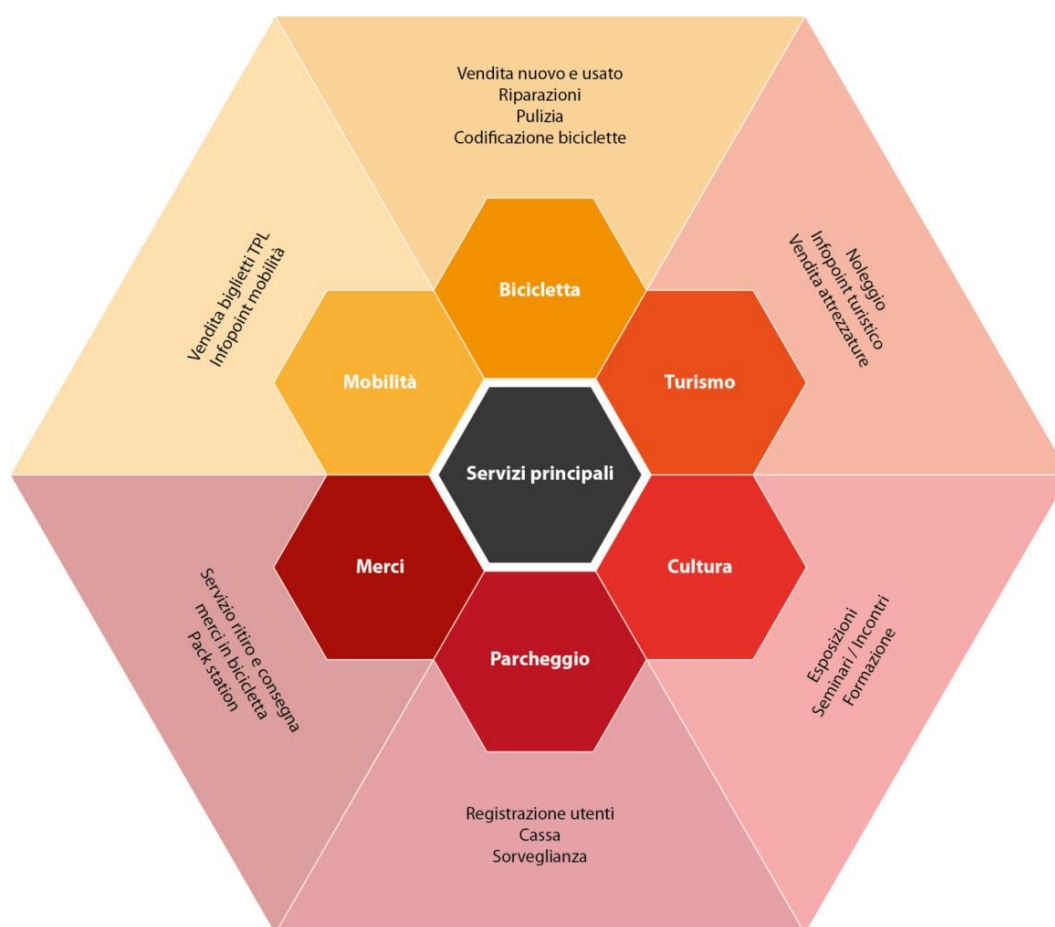 Vendita nuovo e usato
Riparazioni
Pulizia
Codificazione biciclette
Bicicletta
Vendita biglietti TPL
Infopoint mobilità
Mobilità
Noleggio
Infopoint turistico
Vendita attrezzature
Turismo
Servizi principali
Merci
Servizio ritiro e consegna
merci in bicicletta
Pack station
Cultura
Esposizioni
Seminari / Incontri
Formazione
Parcheggio
Registrazione utenti
Cassa
Sorveglianza